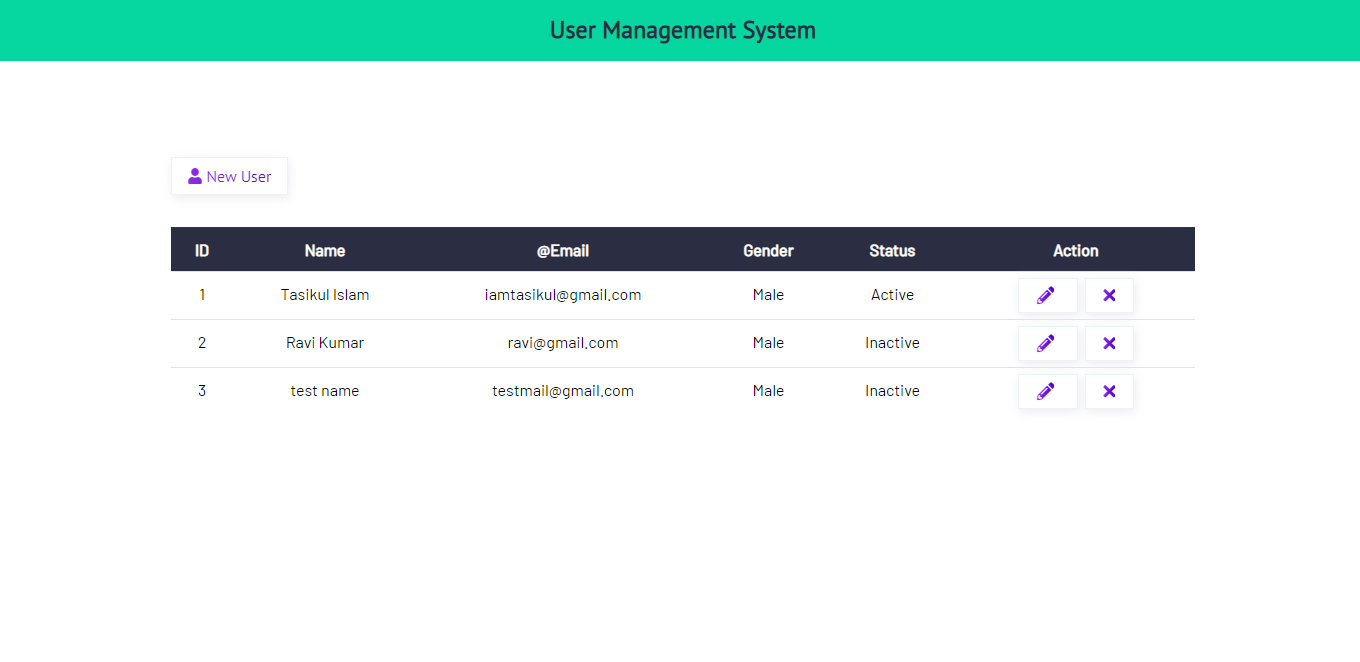 User Management System
New User
ID Name @Email Gender Status Action
1 Tasikul Islam iamtasikul@gmail.com Male Active
2 Ravi Kumar ravi@gmail.com Male Inactive
3 test name testmail@gmail.com Male Inactive